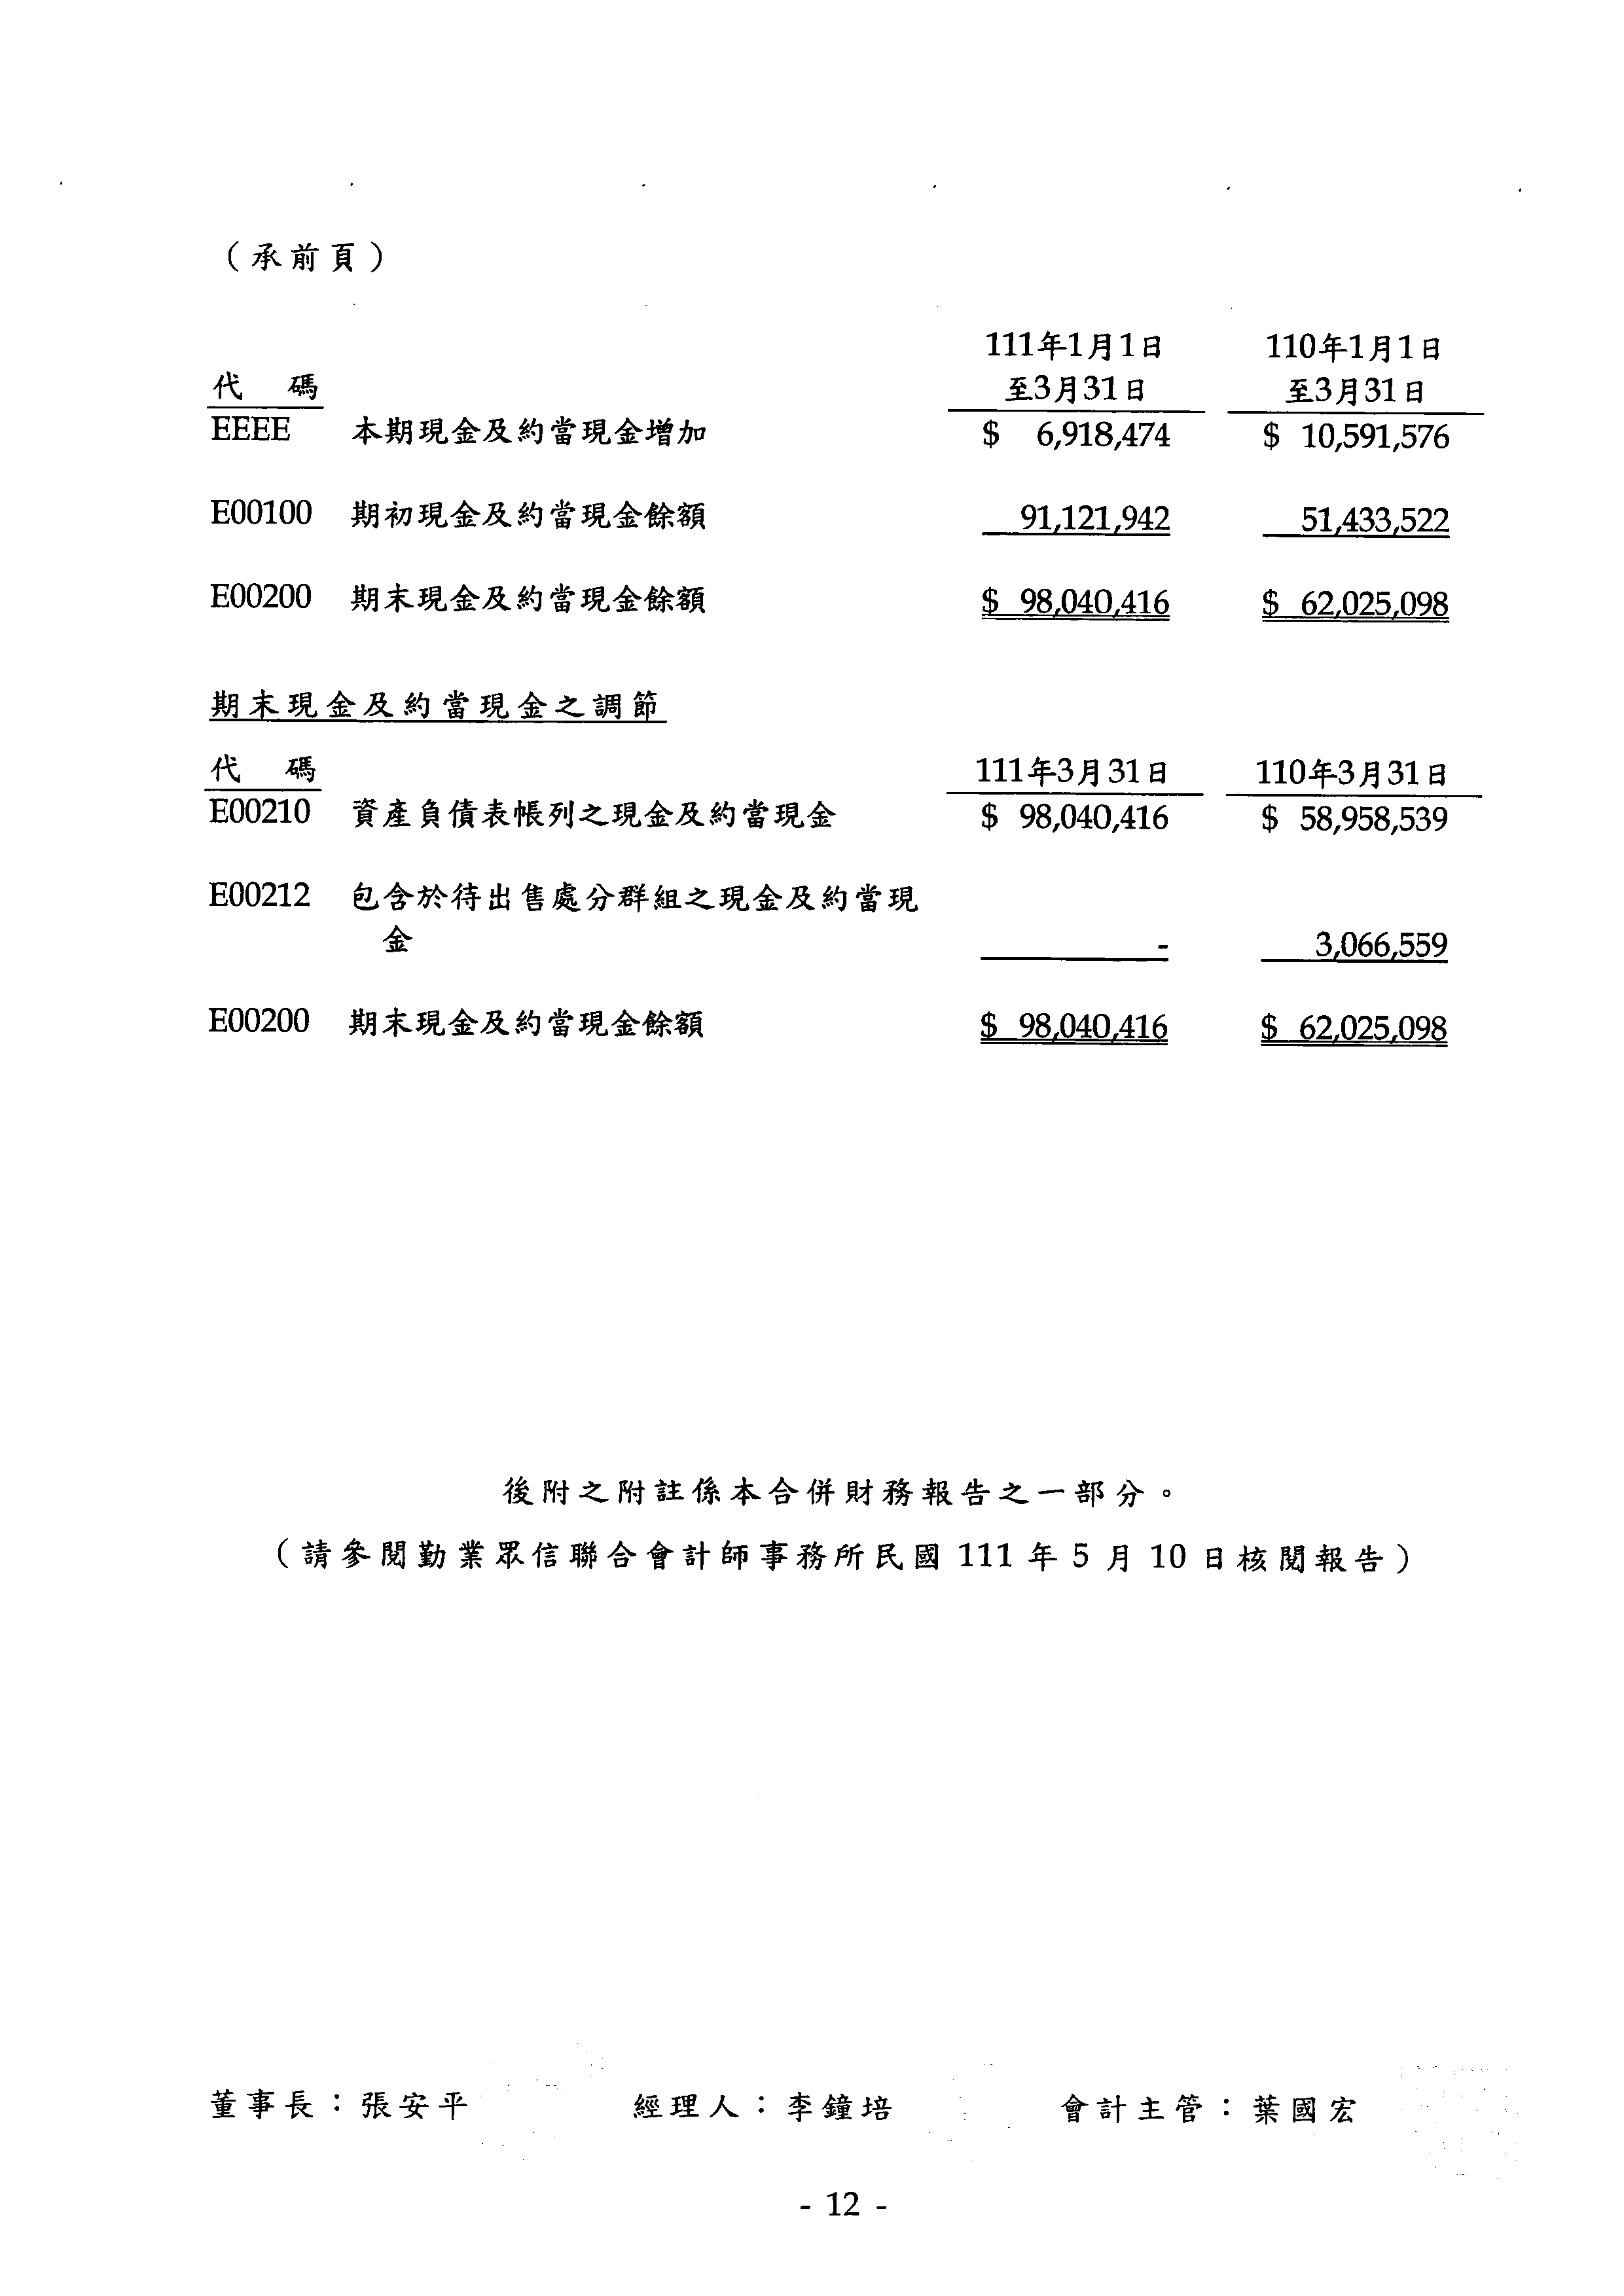 （承前頁）
111年1月1日 110年1月1日
代 碼 至3月31日 至3月31日
EEEE 本期現金及約當現金增加 $ 6,918,474 $ 10,591,576
E00100 期初現金及約當現金餘額 91,121,942 51,433,522
E00200 期末現金及約當現金餘額 $ 98,040,416 $ 62,025,098
期末現金及約當現金之調節
代 碼 111年3月31日 110年3月31日
E00210 資產負債表帳列之現金及約當現金 $ 98,040,416 $ 58,958,539
E00212 包含於待出售處分群組之現金及約當現
金 - 3,066,559
E00200 期末現金及約當現金餘額 $ 98,040,416 $ 62,025,098
後附之附註係本合併財務報告之一部分。
（請參閱勤業眾信聯合會計師事務所民國 111 年 5 月 10 日核閱報告）
董事長：張安平 經理人：李鐘培 會計主管：葉國宏
- 12 -